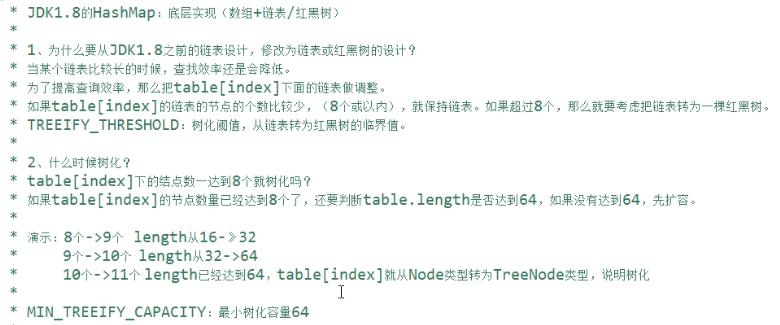 * JDK1.8的HashMap：底层实现（数组+链表/红黑树）
*
* 1、为什么要从JDK1.8之前的链表设计，修改为链表或红黑树的设计？
* 当某个链表比较长的时候，查找效率还是会降低。
* 为了提高查询效率，那么把table[index]下面的链表做调整。
* 如果table[index]的链表的节点的个数比较少，（8个或以内），就保持链表。如果超过8个，那么就要考虑把链表转为一棵红黑树。
* TREEIFY_THRESHOLD：树化阈值，从链表转为红黑树的临界值。
*
* 2、什么时候树化？
* table[index]下的结点数一达到8个就树化吗？
* 如果table[index]的节点数量已经达到8个了，还要判断table.length是否达到64，如果没有达到64，先扩容。
*
* 演示：8个->9个 length从16-》32
* 9个->10个 length从32->64
* 10个->11个 length已经达到64，table[index]就从Node类型转为TreeNode类型，说明树化
*
* MIN_TREEIFY_CAPACITY：最小树化容量64
*